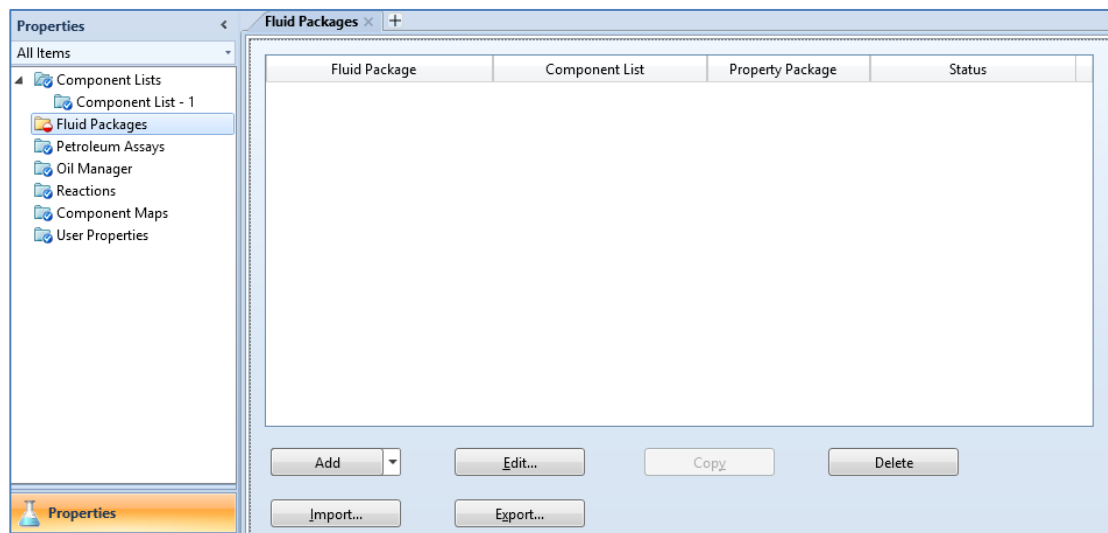 Properties
All Items
Component Lists
Component List - 1
Fluid Packages
Petroleum Assays
Oil Manager
Reactions
Component Maps
User Properties
Properties
Fluid Packages
Fluid Package Component List Property Package Status
Add Edit... Copy Delete
Import... Export...